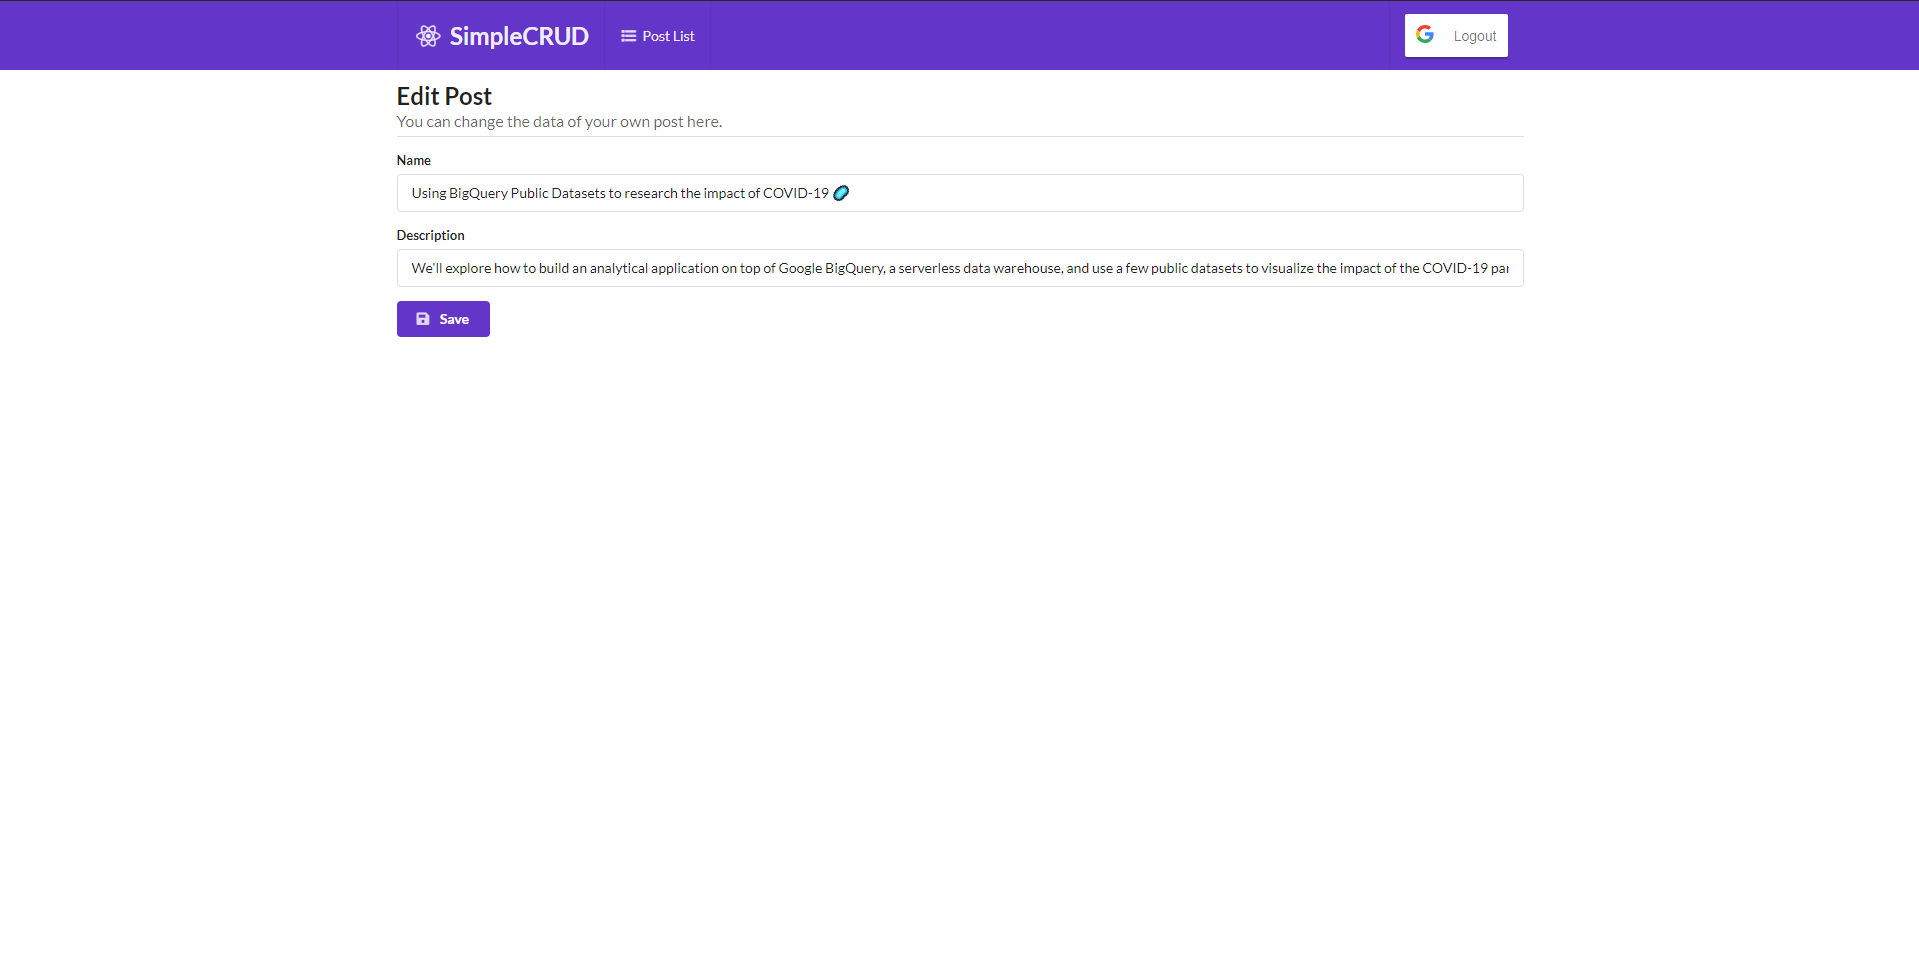 SimpleCRUD
Post List
Logout
Edit Post
You can change the data of your own post here.
Name
Using BigQuery Public Datasets to research the impact of COVID-19 🦠
Description
We'll explore how to build an analytical application on top of Google BigQuery, a serverless data warehouse, and use a few public datasets to visualize the impact of the COVID-19
Save